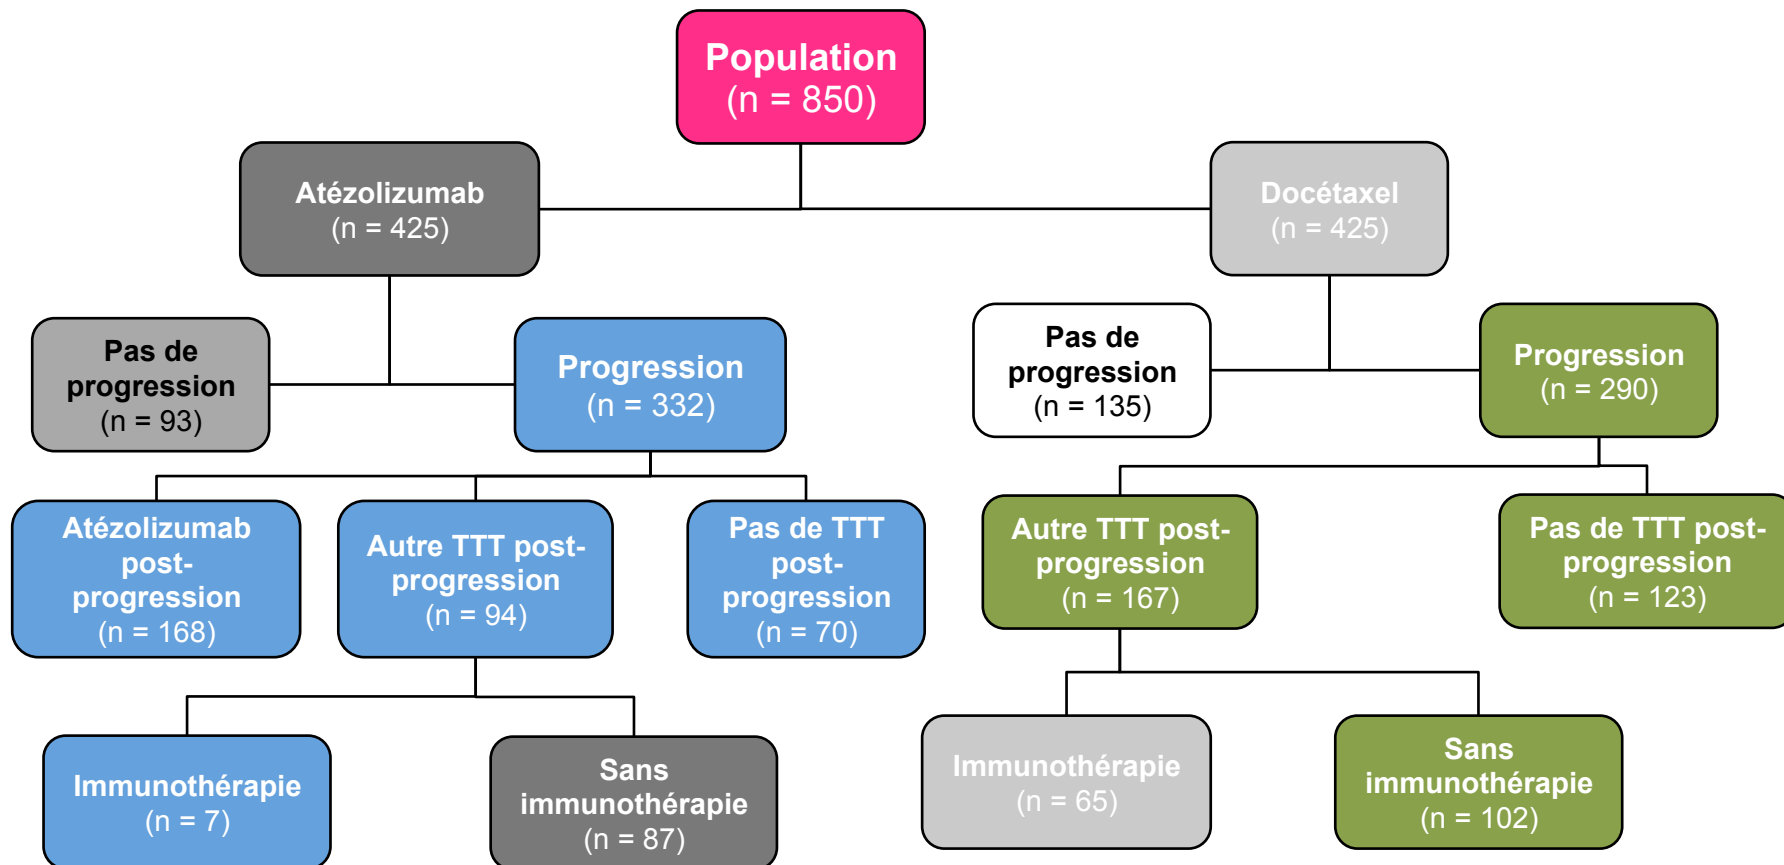 Population
(n = 850)
Atézolizumab
(n = 425)
Docétaxel
(n = 425)
Pas de
progression
(n = 93)
Progression
(n = 332)
Pas de
progression
(n = 135)
Progression
(n = 290)
Atézolizumab
post-
progression
(n = 168)
Autre TTT post-
progression
(n = 94)
Pas de TTT
post-
progression
(n = 70)
Autre TTT post-
progression
(n = 167)
Pas de TTT post-
progression
(n = 123)
Immunothérapie
(n = 7)
Sans
immunothérapie
(n = 87)
Immunothérapie
(n = 65)
Sans
immunothérapie
(n = 102)